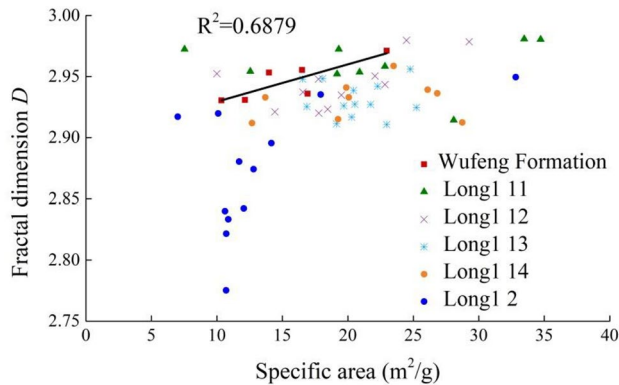 3.00
R²=0.6879
2.95
2.90
2.85
2.80
2.75
Fractal dimension D
Wufeng Formation
Long1 11
Long1 12
Long1 13
Long1 14
Long1 2
0 5 10 15 20 25 30 35 40
Specific area (m²/g)